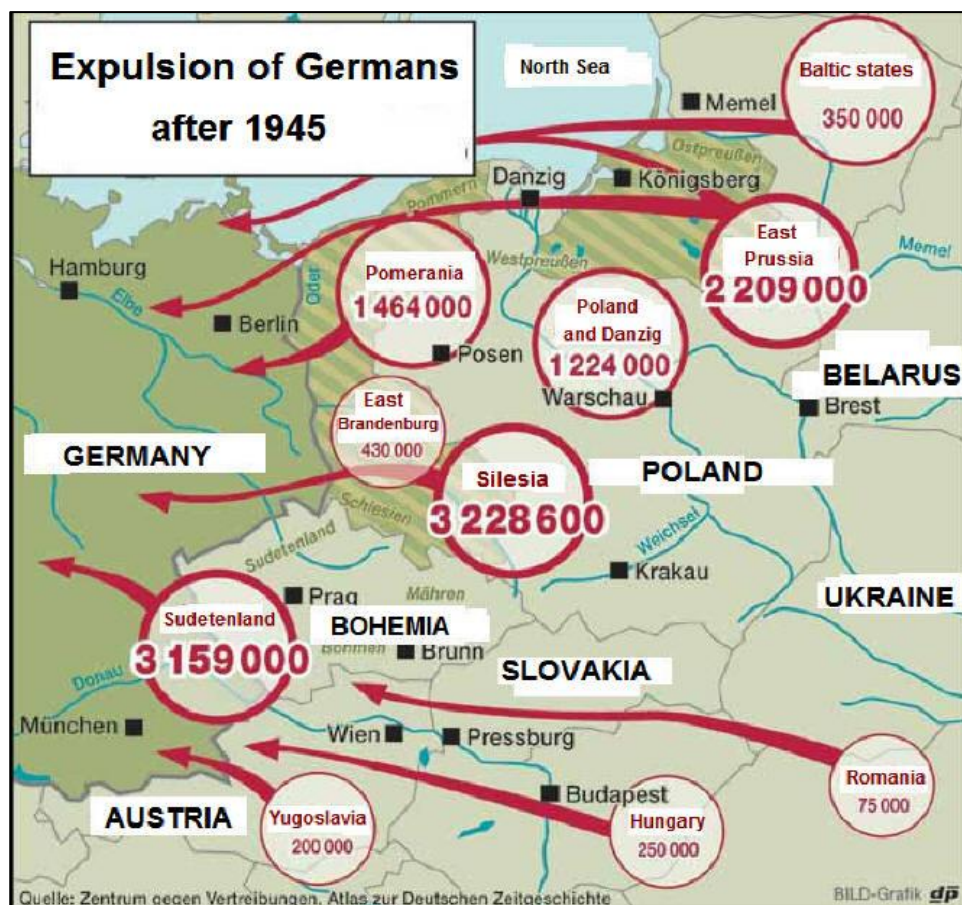 Expulsion of Germans
after 1945
North Sea
Baltic states
350 000
Memel
Ostpreußen
Königsberg
Danzig
Pommern
Westpreußen
East
Prussia
2 209 000
Memel
Hamburg
Elbe
Oder
Pomerania
1 464 000
Berlin
Posen
Poland
and Danzig
1 224 000
Warschau
BELARUS
Brest
East
Brandenburg
430 000
GERMANY
Silesia
3 228 600
POLAND
Schlesien
Weichsel
Sudetenland
Krakau
Prag
Mähren
UKRAINE
Sudetenland
3 159 000
BOHEMIA
Böhmen
Brunn
SLOVAKIA
Donau
München
Wien
Pressburg
Romania
75 000
Budapest
AUSTRIA
Yugoslavia
200 000
Hungary
250 000
Quelle: Zentrum gegen Vertreibungen, Atlas zur Deutschen Zeitgeschichte
BILD-Grafik dp